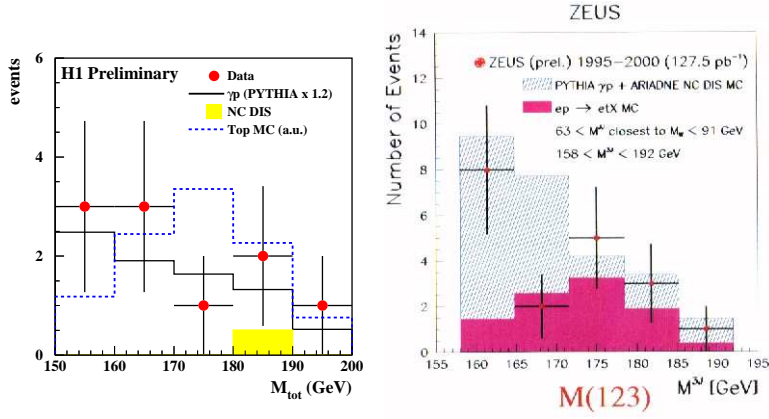 H1 Preliminary
Data
γp (PYTHIA x 1.2)
NC DIS
Top MC (a.u.)
events
6
4
2
0
150 160 170 180 190 200
M_tot (GeV)
ZEUS
ZEUS (prel.) 1995-2000 (127.5 pb⁻¹)
PYTHIA γp + ARIADNE NC DIS MC
ep → etX MC
63 < M^JJ closest to M_W < 91 GeV
158 < M^3J < 192 GeV
Number of Events
14
12
10
8
6
4
2
0
155 160 165 170 175 180 185 190 195
M^3J [GeV]
M(123)